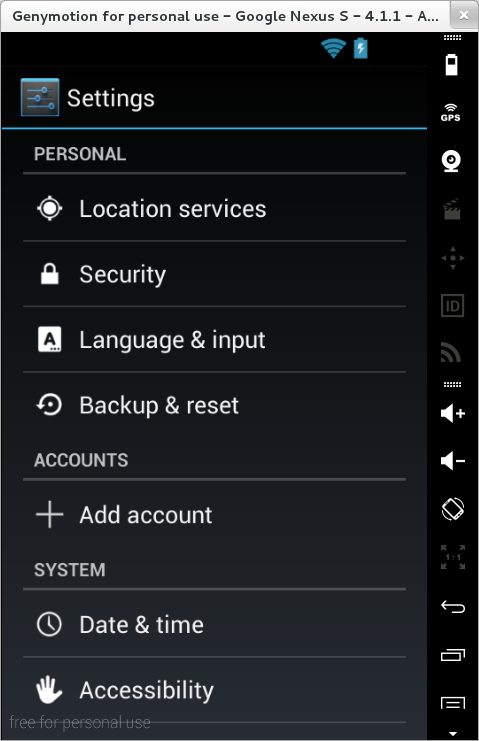 Genymotion for personal use – Google Nexus S – 4.1.1 – A...
Settings
GPS
PERSONAL
Location services
Security
ID
Language & input
A
Backup & reset
ACCOUNTS
Add account
1:1
SYSTEM
Date & time
Accessibility
free for personal use